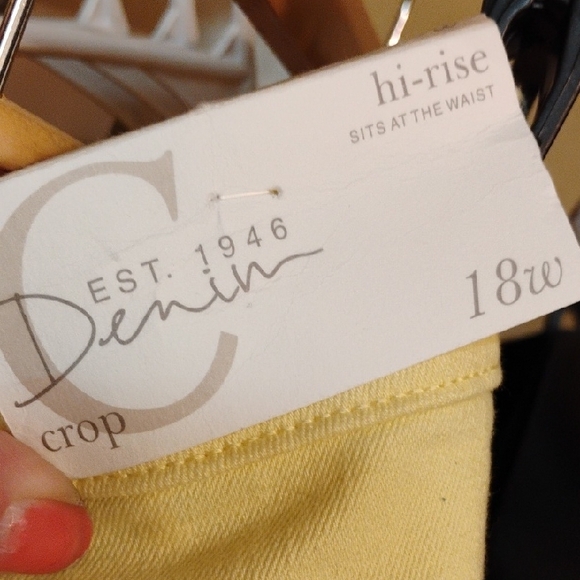 hi-rise
SITS AT THE WAIST
C
EST. 1946
Denim
18w
crop